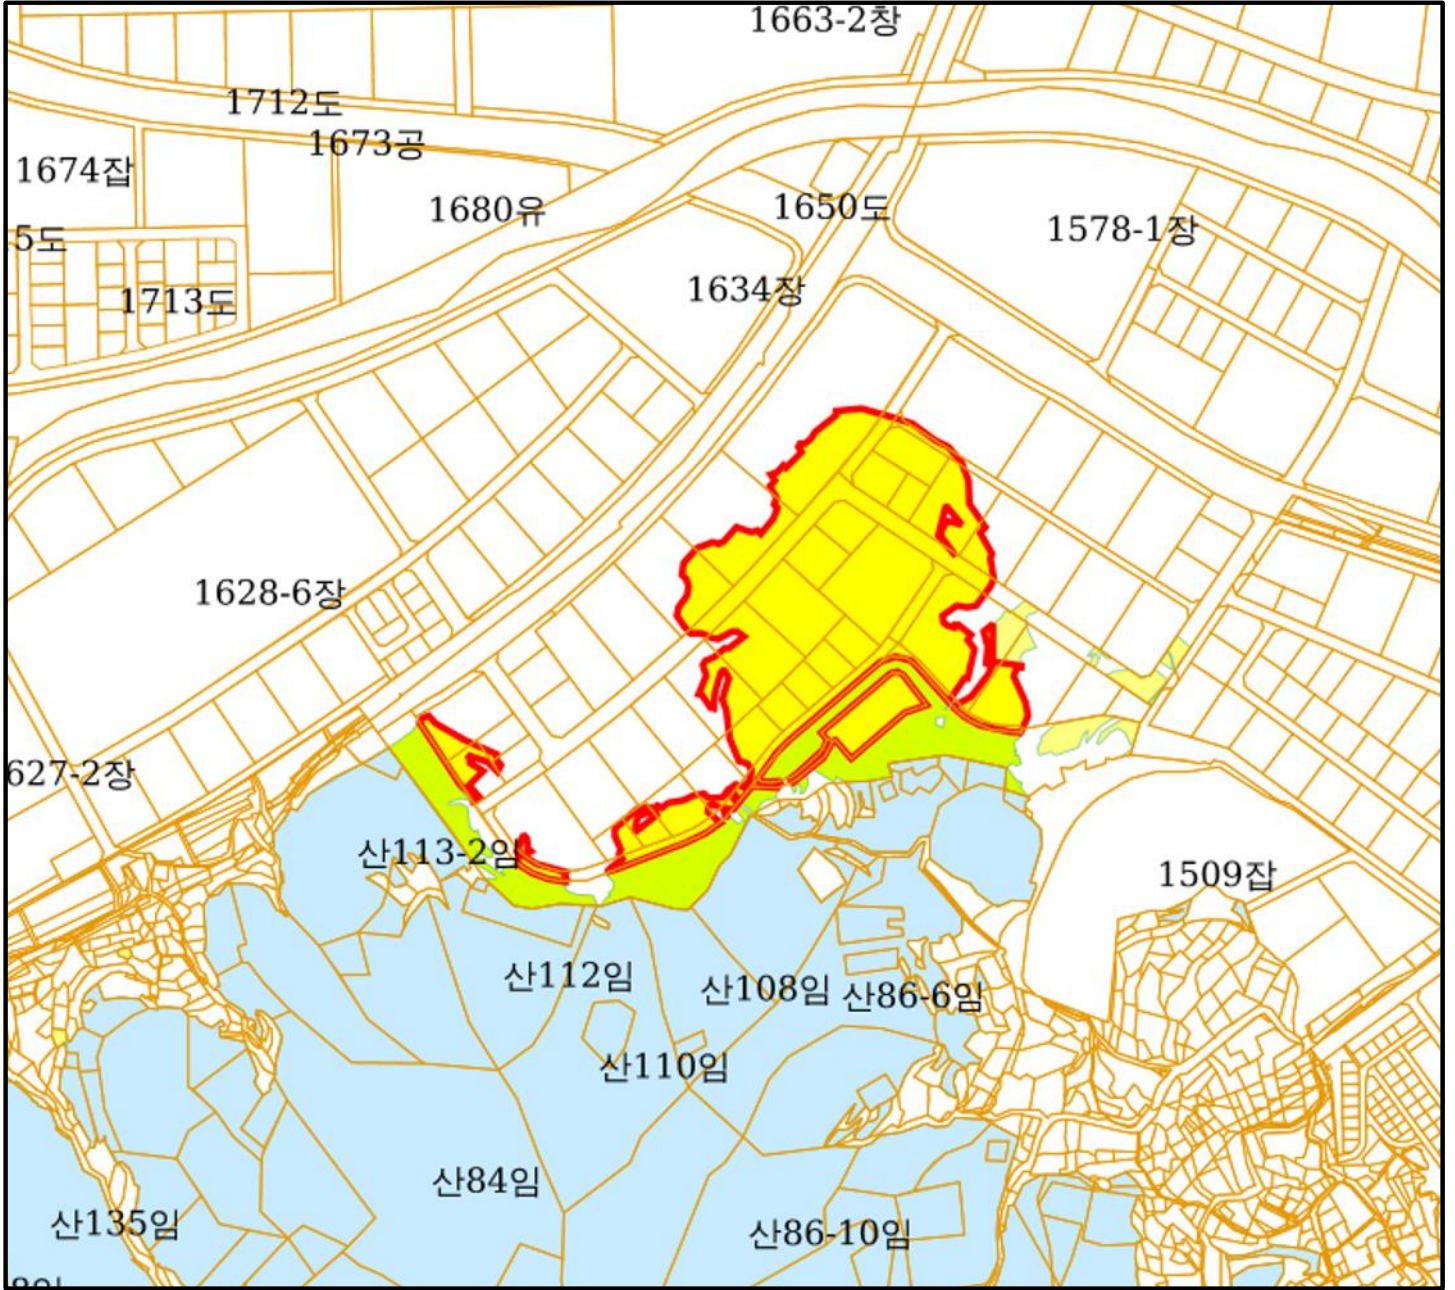 1663-2창
1712도
1673공
1674잡
1680유
1650도
1578-1장
5도
1634장
1713도
1628-6장
627-2장
산113-2임
1509잡
산112임
산108임
산86-6임
산110임
산84임
산135임
산86-10임